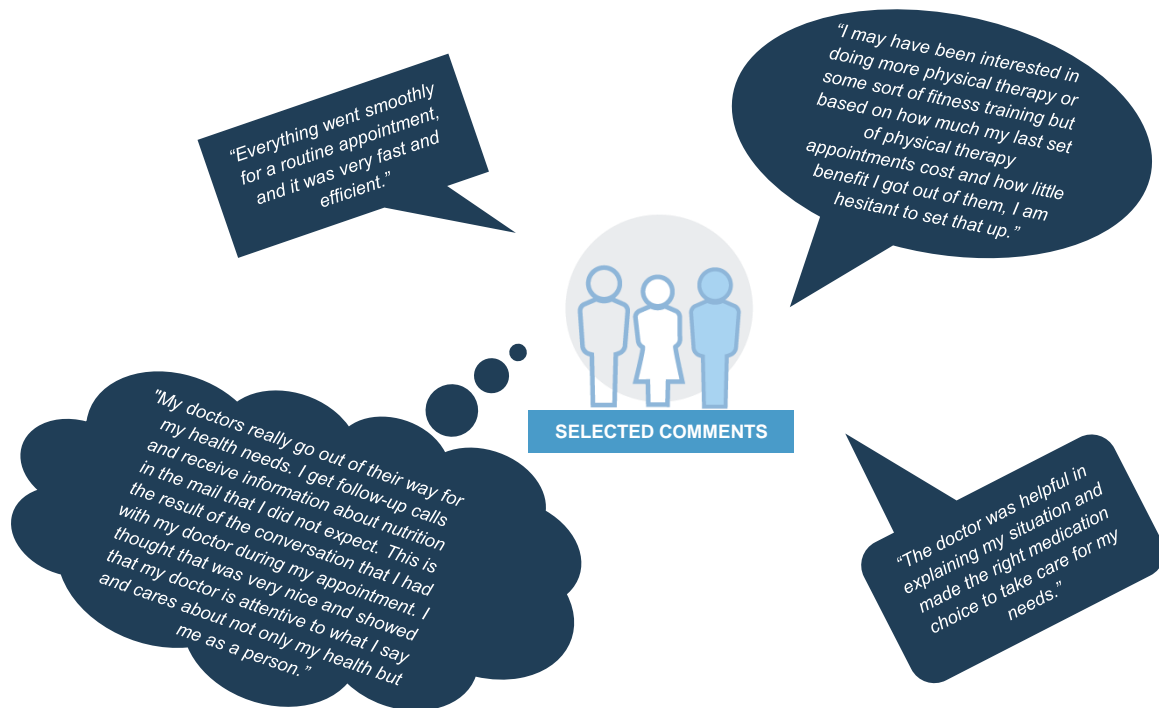 “Everything went smoothly
for a routine appointment,
and it was very fast and
efficient.”
“I may have been interested in
doing more physical therapy or
some sort of fitness training but
based on how much my last set
of physical therapy
appointments cost and how little
benefit I got out of them, I am
hesitant to set that up.”
SELECTED COMMENTS
"My doctors really go out of their way for
my health needs. I get follow-up calls
and receive information about nutrition
in the mail that I did not expect. This is
the result of the conversation that I had
with my doctor during my appointment. I
thought that was very nice and showed
that my doctor is attentive to what I say
and cares about not only my health but
me as a person.”
“The doctor was helpful in
explaining my situation and
made the right medication
choice to take care for my
needs.”